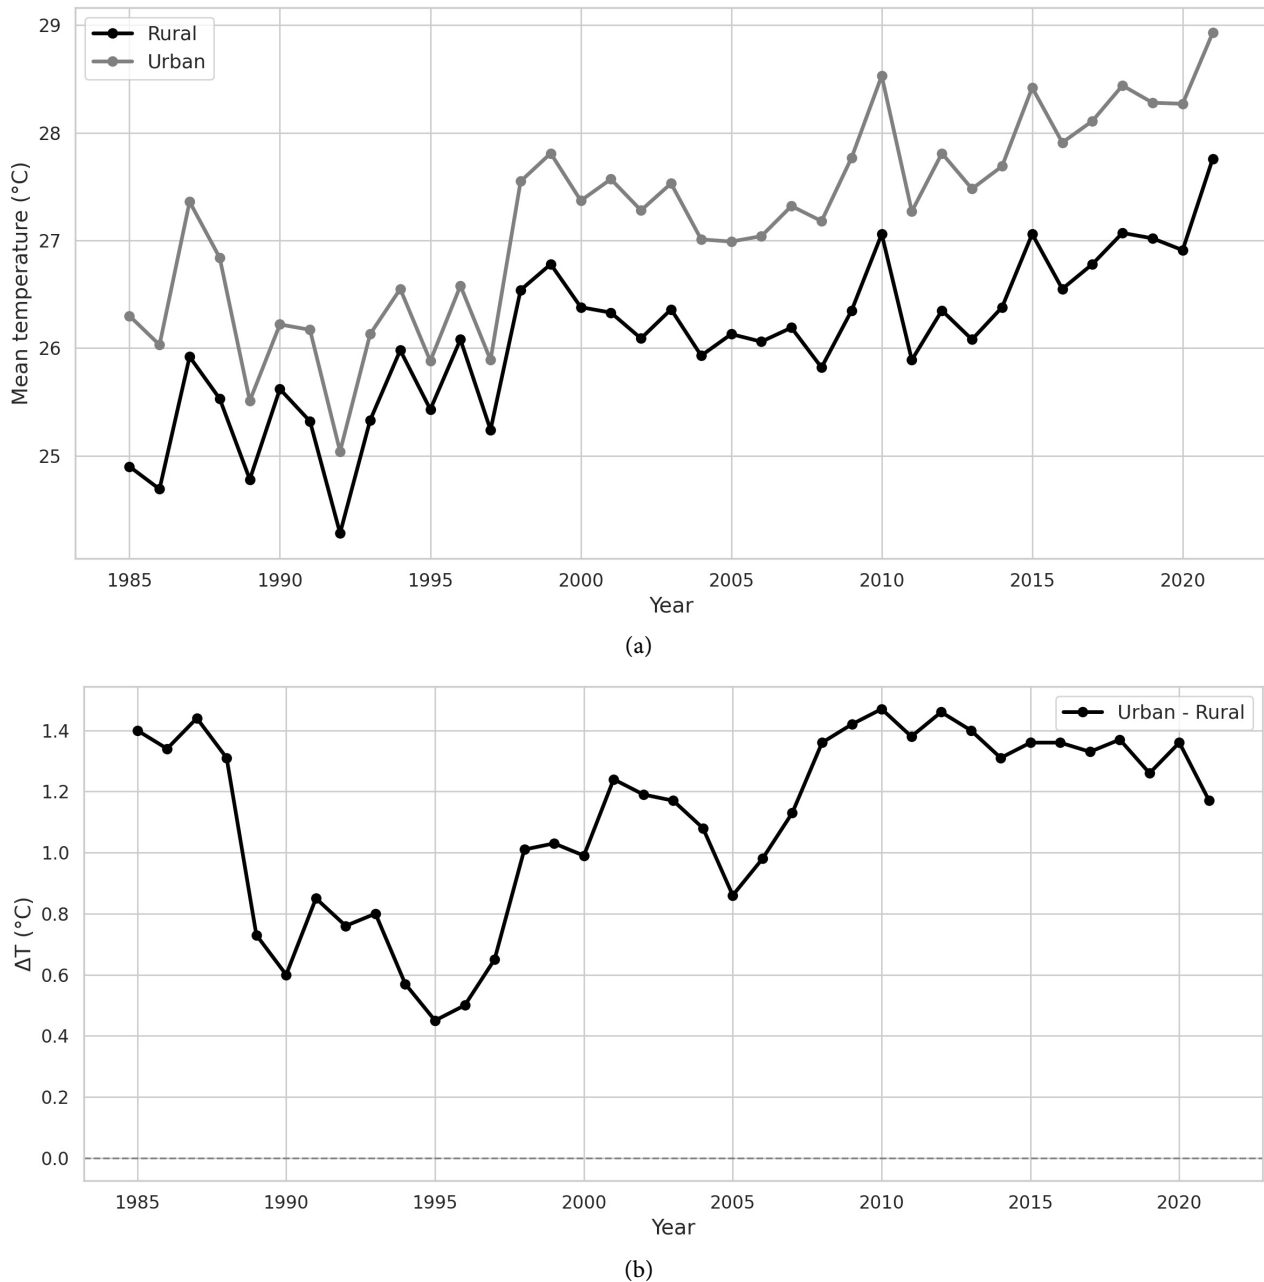 29
28
27
26
25
Mean temperature (°C)
Rural
Urban
1985 1990 1995 2000 2005 2010 2015 2020
Year
(a)
1.4
1.2
1.0
0.8
0.6
0.4
0.2
0.0
ΔT (°C)
Urban - Rural
1985 1990 1995 2000 2005 2010 2015 2020
Year
(b)